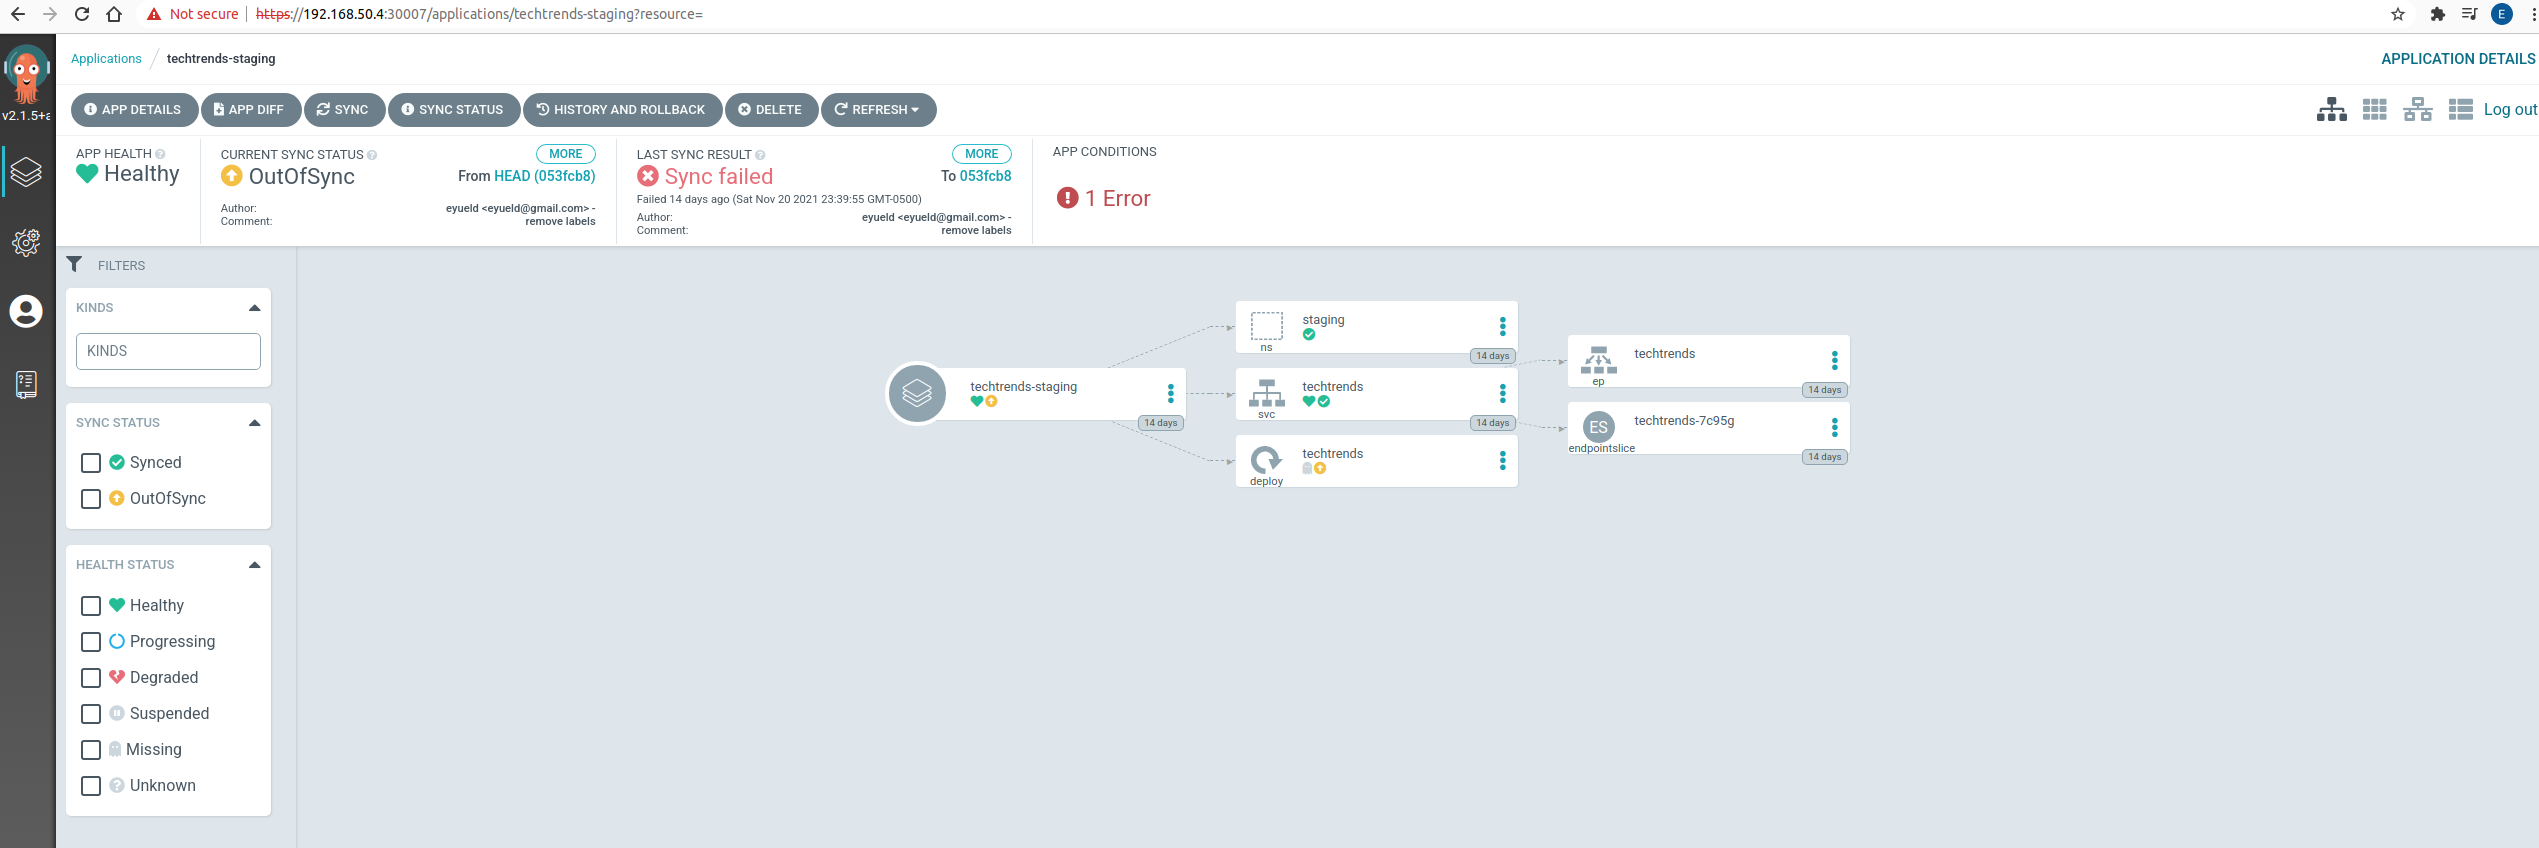 Not secure https://192.168.50.4:30007/applications/techtrends-staging?resource=
E
Applications / techtrends-staging
APPLICATION DETAILS
v2.1.5+a
APP DETAILS
APP DIFF
SYNC
SYNC STATUS
HISTORY AND ROLLBACK
DELETE
REFRESH
Log out
APP HEALTH
Healthy
CURRENT SYNC STATUS
MORE
OutOfSync
From HEAD (053fcb8)
Author: eyueld <eyueld@gmail.com> -
Comment: remove labels
LAST SYNC RESULT
MORE
Sync failed
To 053fcb8
Failed 14 days ago (Sat Nov 20 2021 23:39:55 GMT-0500)
Author: eyueld <eyueld@gmail.com> -
Comment: remove labels
APP CONDITIONS
1 Error
FILTERS
KINDS
KINDS
SYNC STATUS
Synced
OutOfSync
HEALTH STATUS
Healthy
Progressing
Degraded
Suspended
Missing
Unknown
techtrends-staging
14 days
staging
ns
14 days
techtrends
svc
14 days
techtrends
deploy
techtrends
ep
14 days
ES
techtrends-7c95g
endpointslice
14 days